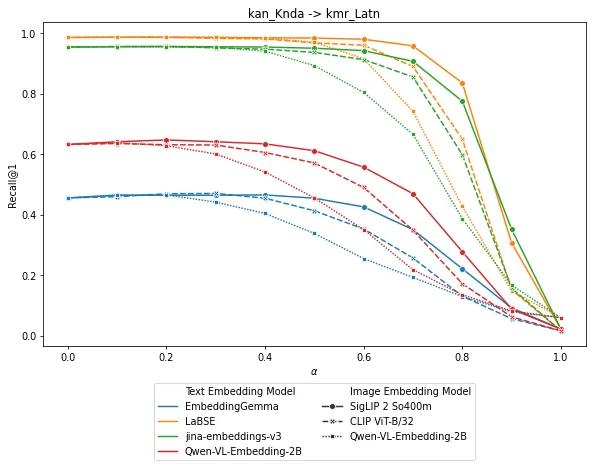 kan_Knda -> kmr_Latn
Recall@1
1.0
0.8
0.6
0.4
0.2
0.0
0.0 0.2 0.4 0.6 0.8 1.0
α
Text Embedding Model
EmbeddingGemma
LaBSE
jina-embeddings-v3
Qwen-VL-Embedding-2B
Image Embedding Model
SigLIP 2 So400m
CLIP ViT-B/32
Qwen-VL-Embedding-2B